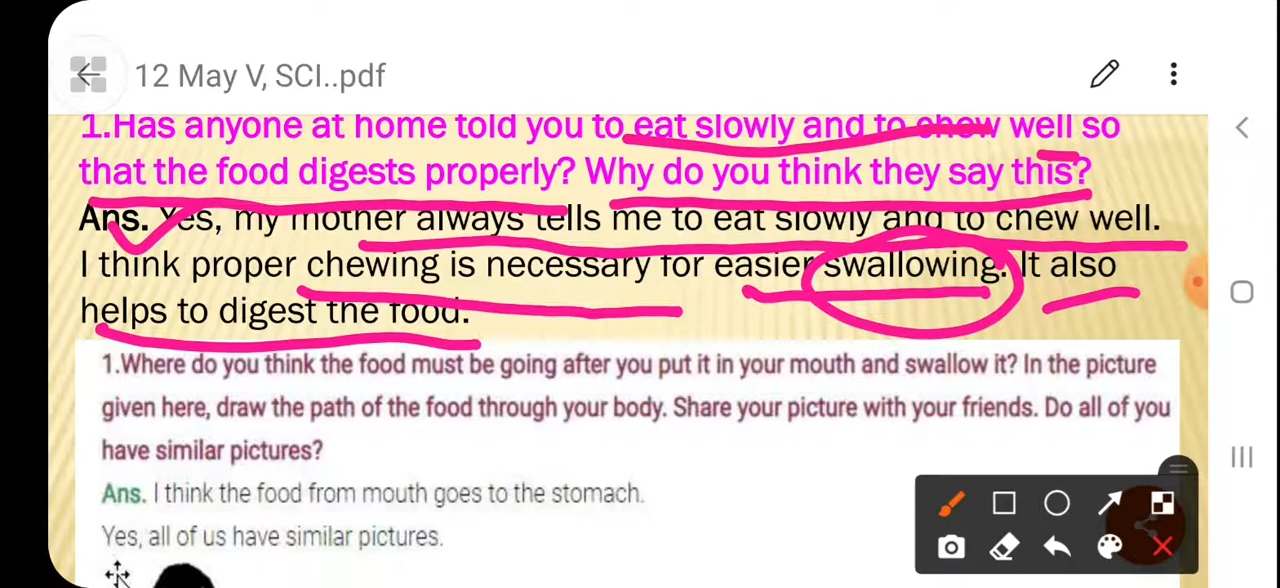 12 May V, SCI..pdf
1.Has anyone at home told you to eat slowly and to chew well so
that the food digests properly? Why do you think they say this?
Ans. Yes, my mother always tells me to eat slowly and to chew well.
I think proper chewing is necessary for easier swallowing. It also
helps to digest the food.
1.Where do you think the food must be going after you put it in your mouth and swallow it? In the picture
given here, draw the path of the food through your body. Share your picture with your friends. Do all of you
have similar pictures?
Ans. I think the food from mouth goes to the stomach.
Yes, all of us have similar pictures.